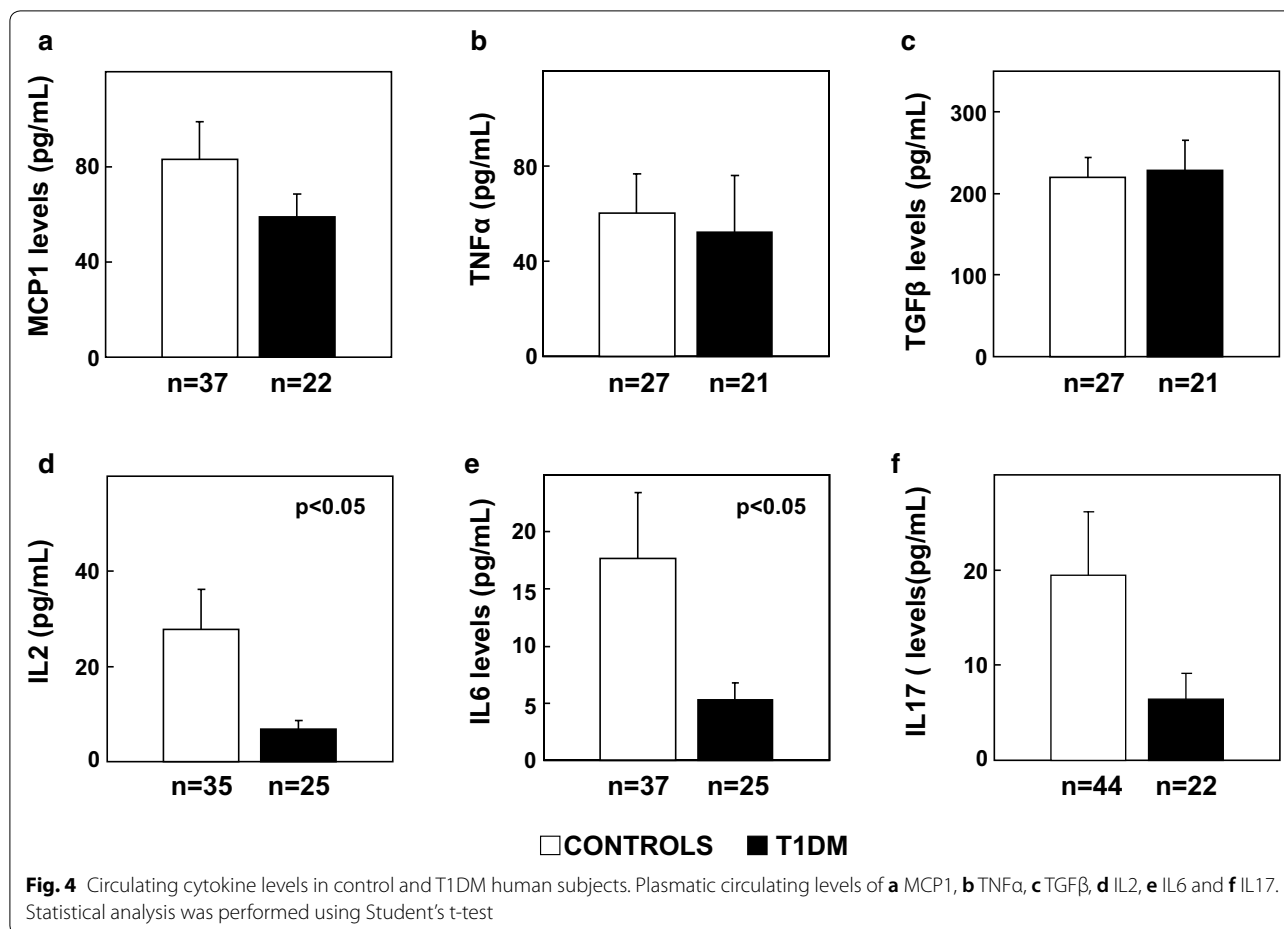 a
MCP1 levels (pg/mL)
80
40
0
n=37 n=22
b
TNFα (pg/mL)
80
40
0
n=27 n=21
c
TGFβ levels (pg/mL)
300
200
100
0
n=27 n=21
d
IL2 (pg/mL)
p<0.05
40
20
0
n=35 n=25
e
IL6 levels (pg/mL)
p<0.05
20
15
10
5
0
n=37 n=25
f
IL17 ( levels(pg/mL)
20
10
0
n=44 n=22
CONTROLS T1DM
Fig. 4 Circulating cytokine levels in control and T1DM human subjects. Plasmatic circulating levels of a MCP1, b TNFα, c TGFβ, d IL2, e IL6 and f IL17.
Statistical analysis was performed using Student’s t-test